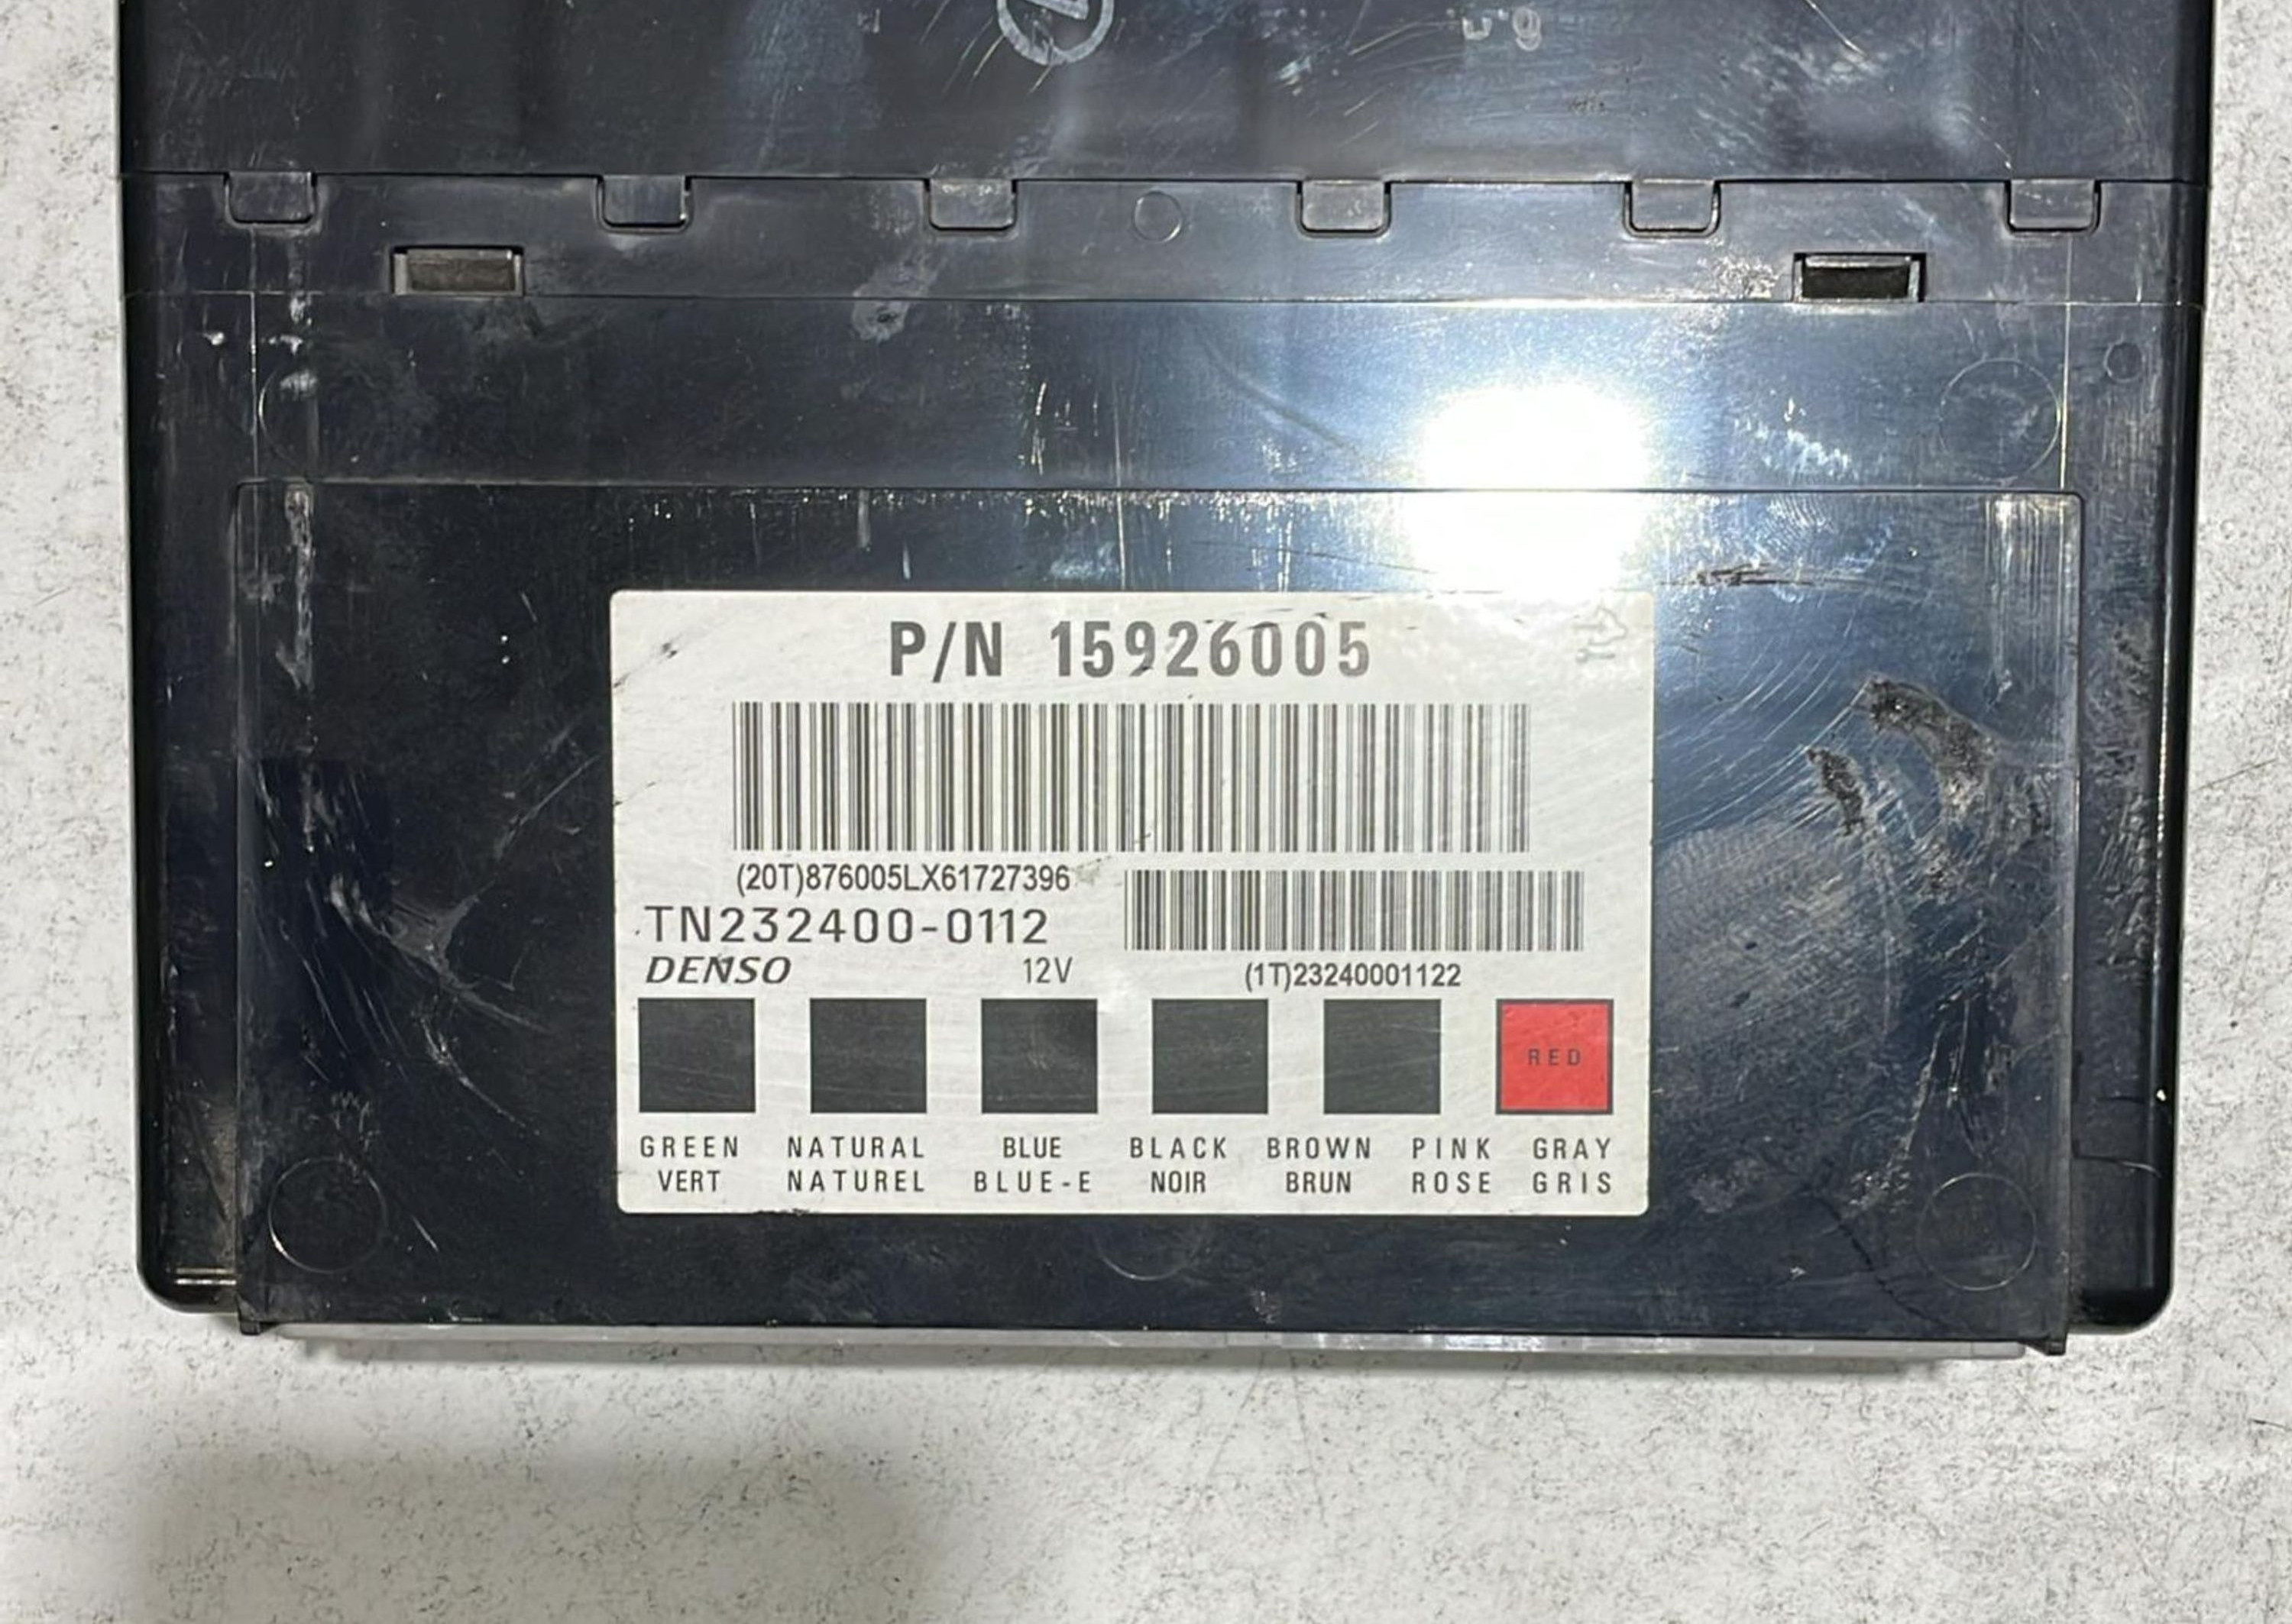 P/N 15926005
(20T)876005LX61727396
TN232400-0112
DENSO 12V (1T)23240001122
RED
GREEN NATURAL BLUE BLACK BROWN PINK GRAY
VERT NATUREL BLUE-E NOIR BRUN ROSE GRIS